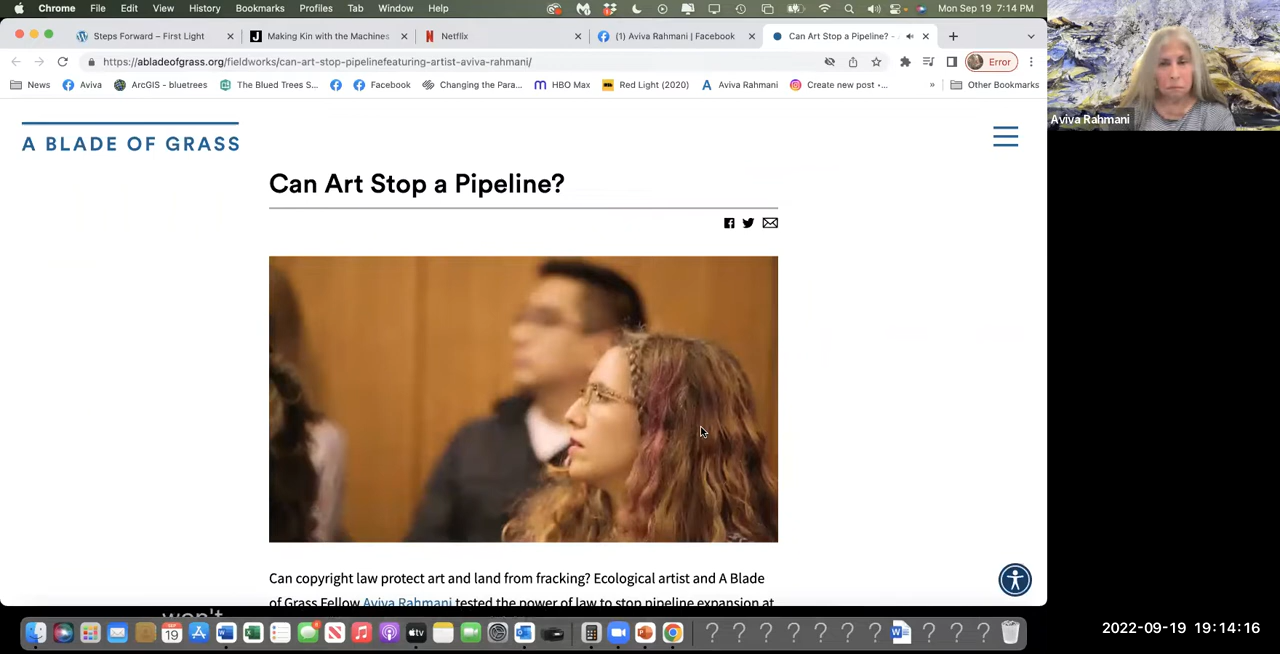 Chrome File Edit View History Bookmarks Profiles Tab Window Help Mon Sep 19 7:14 PM
Steps Forward – First Light
Making Kin with the Machines
Netflix
(1) Aviva Rahmani | Facebook
Can Art Stop a Pipeline? -
https://abladeofgrass.org/fieldworks/can-art-stop-pipelinefeaturing-artist-aviva-rahmani/
Error
News Aviva ArcGIS - bluetrees The Blued Trees S... Facebook Changing the Para... HBO Max Red Light (2020) Aviva Rahmani Create new post •... » Other Bookmarks
Aviva Rahmani
A BLADE OF GRASS
Can Art Stop a Pipeline?
Can copyright law protect art and land from fracking? Ecological artist and A Blade
of Grass Fellow Aviva Rahmani tested the power of law to stop pipeline expansion at
won't
SEP
19
tv
2022-09-19 19:14:16